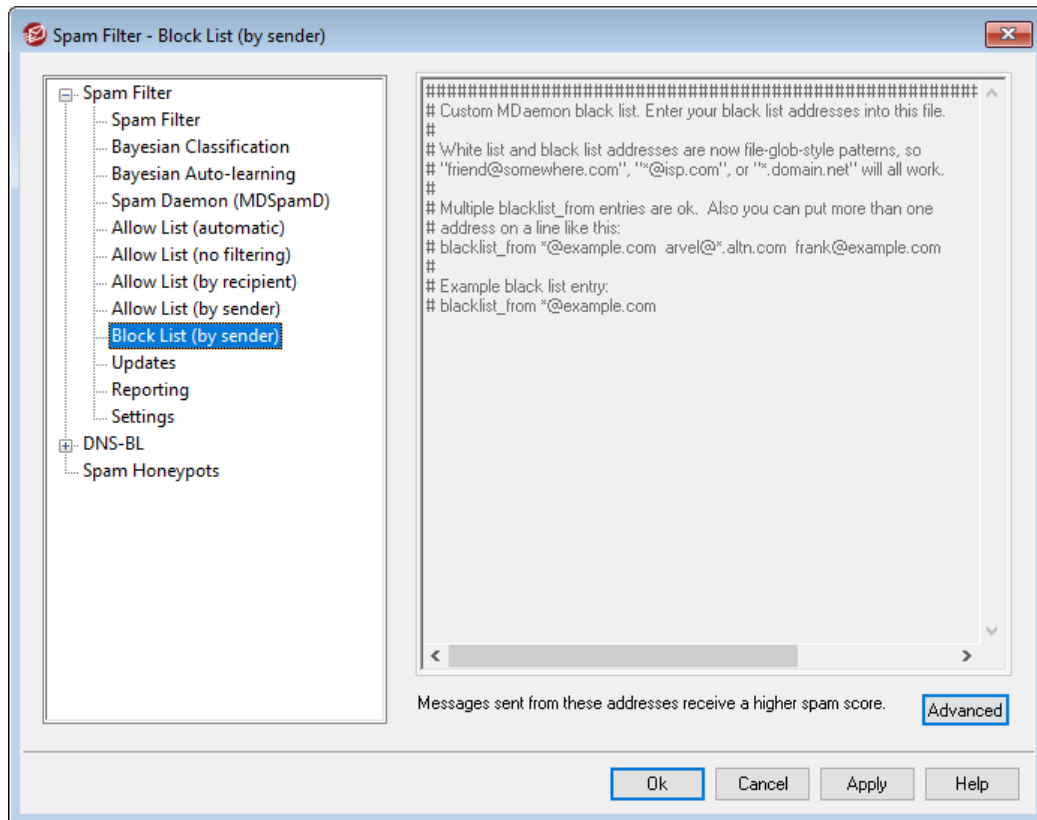 Spam Filter - Block List (by sender)
Spam Filter
Spam Filter
Bayesian Classification
Bayesian Auto-learning
Spam Daemon (MDSpamD)
Allow List (automatic)
Allow List (no filtering)
Allow List (by recipient)
Allow List (by sender)
Block List (by sender)
Updates
Reporting
Settings
DNS-BL
Spam Honeypots
######################################################
# Custom MDaemon black list. Enter your black list addresses into this file.
#
# White list and black list addresses are now file-glob-style patterns, so
# "friend@somewhere.com", "*@isp.com", or "*.domain.net" will all work.
#
# Multiple blacklist_from entries are ok.  Also you can put more than one
# address on a line like this:
# blacklist_from *@example.com  arvel@*.altn.com  frank@example.com
#
# Example black list entry:
# blacklist_from *@example.com
Messages sent from these addresses receive a higher spam score.
Advanced
Ok
Cancel
Apply
Help